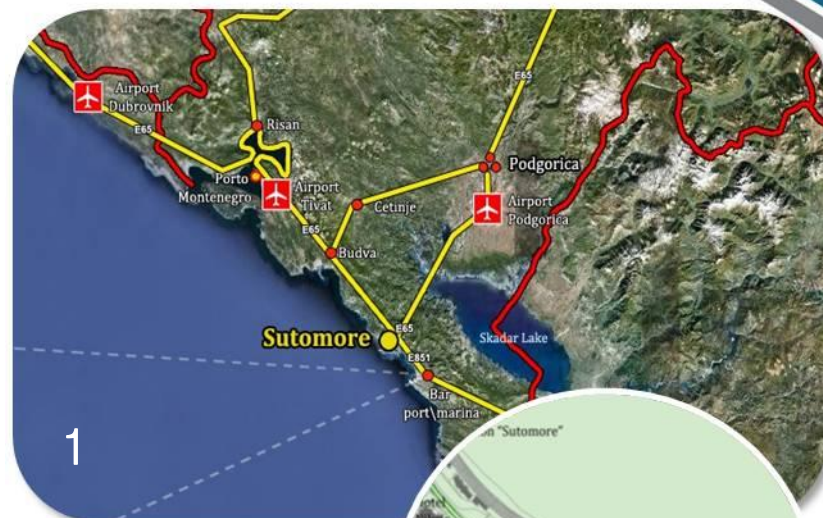 Airport
Dubrovnik
E65
E65
Risan
Podgorica
Porto
Montenegro
Airport
Tivat
Cetinje
Airport
Podgorica
E65
Budva
E65
Sutomore
Skadar Lake
E851
Bar
port\marina
"Sutomore"
1